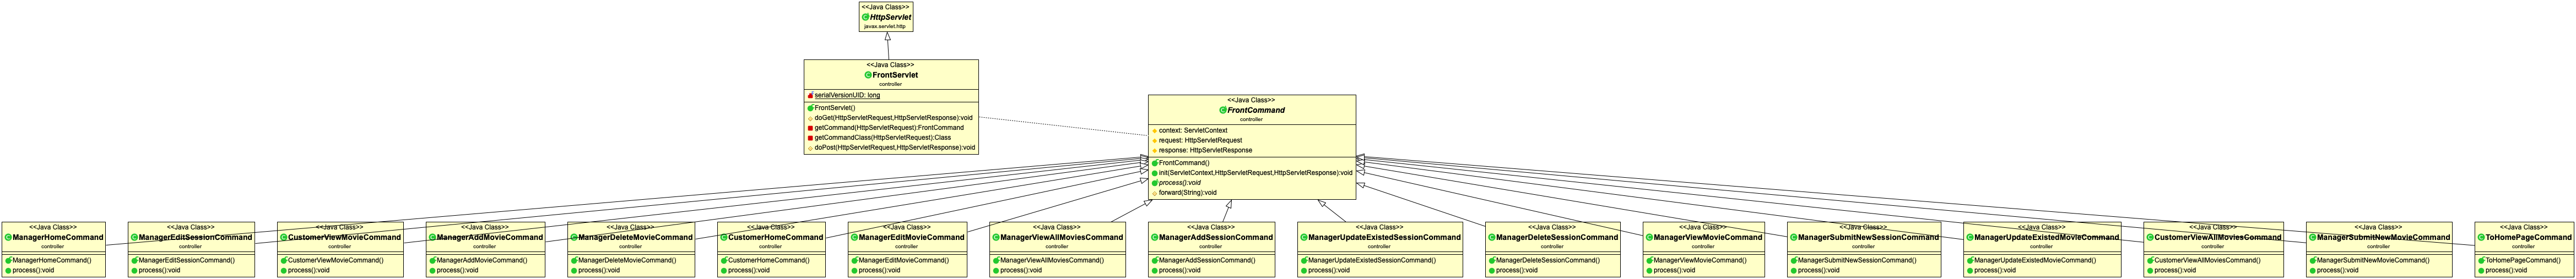 <<Java Class>>
HttpServlet
javax.servlet.http
<<Java Class>>
FrontServlet
controller
serialVersionUID: long
FrontServlet()
doGet(HttpServletRequest,HttpServletResponse):void
getCommand(HttpServletRequest):FrontCommand
getCommandClass(HttpServletRequest):Class
doPost(HttpServletRequest,HttpServletResponse):void
<<Java Class>>
FrontCommand
controller
context: ServletContext
request: HttpServletRequest
response: HttpServletResponse
FrontCommand()
init(ServletContext,HttpServletRequest,HttpServletResponse):void
process():void
forward(String):void
<<Java Class>>
ManagerHomeCommand
controller
ManagerHomeCommand()
process():void
<<Java Class>>
ManagerEditSessionCommand
controller
ManagerEditSessionCommand()
process():void
<<Java Class>>
CustomerViewMovieCommand
controller
CustomerViewMovieCommand()
process():void
<<Java Class>>
ManagerAddMovieCommand
controller
ManagerAddMovieCommand()
process():void
<<Java Class>>
ManagerDeleteMovieCommand
controller
ManagerDeleteMovieCommand()
process():void
<<Java Class>>
CustomerHomeCommand
controller
CustomerHomeCommand()
process():void
<<Java Class>>
ManagerEditMovieCommand
controller
ManagerEditMovieCommand()
process():void
<<Java Class>>
ManagerViewAllMoviesCommand
controller
ManagerViewAllMoviesCommand()
process():void
<<Java Class>>
ManagerAddSessionCommand
controller
ManagerAddSessionCommand()
process():void
<<Java Class>>
ManagerUpdateExistedSessionCommand
controller
ManagerUpdateExistedSessionCommand()
process():void
<<Java Class>>
ManagerDeleteSessionCommand
controller
ManagerDeleteSessionCommand()
process():void
<<Java Class>>
ManagerViewMovieCommand
controller
ManagerViewMovieCommand()
process():void
<<Java Class>>
ManagerSubmitNewSessionCommand
controller
ManagerSubmitNewSessionCommand()
process():void
<<Java Class>>
ManagerUpdateExistedMovieCommand
controller
ManagerUpdateExistedMovieCommand()
process():void
<<Java Class>>
CustomerViewAllMoviesCommand
controller
CustomerViewAllMoviesCommand()
process():void
<<Java Class>>
ManagerSubmitNewMovieCommand
controller
ManagerSubmitNewMovieCommand()
process():void
<<Java Class>>
ToHomePageCommand
controller
ToHomePageCommand()
process():void